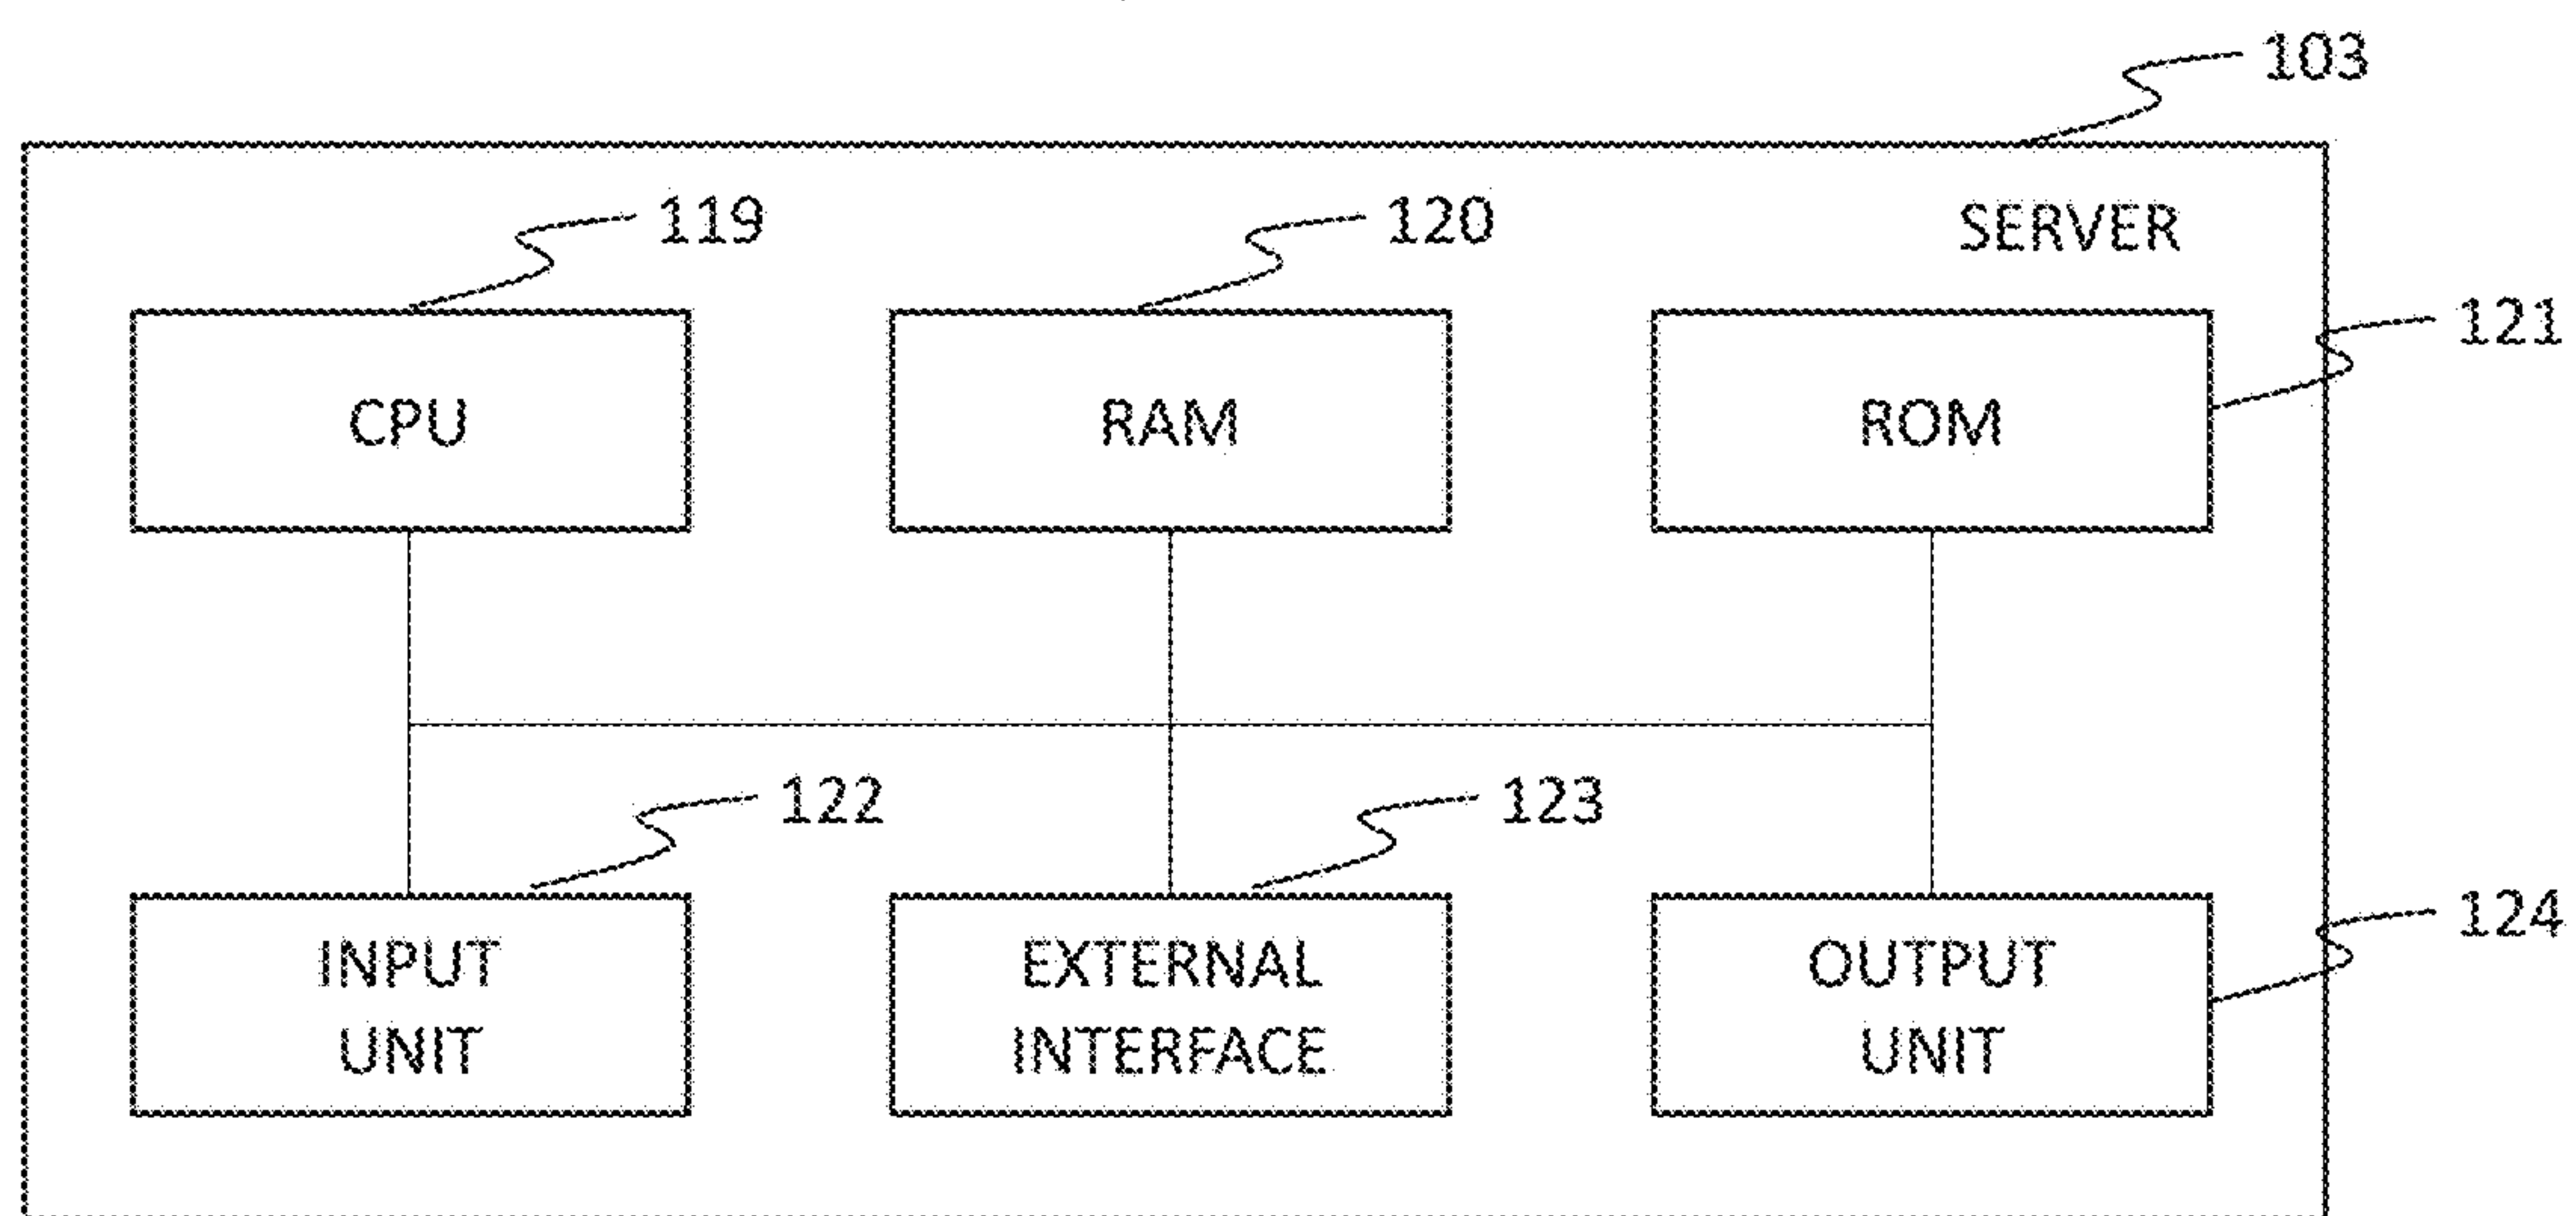 103
SERVER
119
120
121
CPU
RAM
ROM
122
123
124
INPUT
UNIT
EXTERNAL
INTERFACE
OUTPUT
UNIT